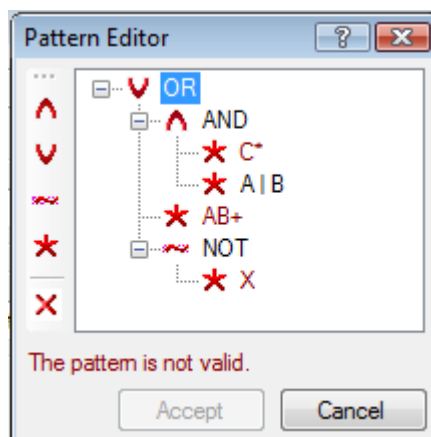 Pattern Editor
OR
AND
C*
A|B
AB+
NOT
X
The pattern is not valid.
Accept
Cancel